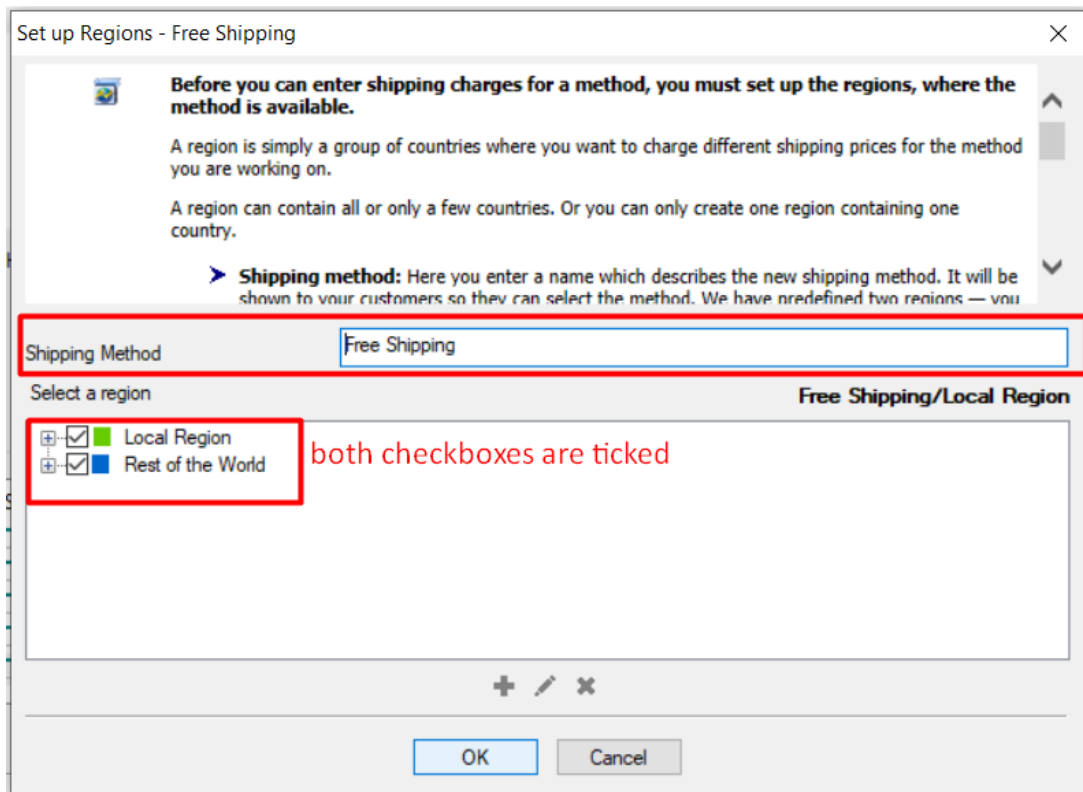 Set up Regions - Free Shipping
Before you can enter shipping charges for a method, you must set up the regions, where the
method is available.
A region is simply a group of countries where you want to charge different shipping prices for the method
you are working on.
A region can contain all or only a few countries. Or you can only create one region containing one
country.
Shipping method: Here you enter a name which describes the new shipping method. It will be
shown to your customers so they can select the method. We have predefined two regions — you
Shipping Method
Free Shipping
Select a region
Free Shipping/Local Region
Local Region
Rest of the World
both checkboxes are ticked
OK
Cancel